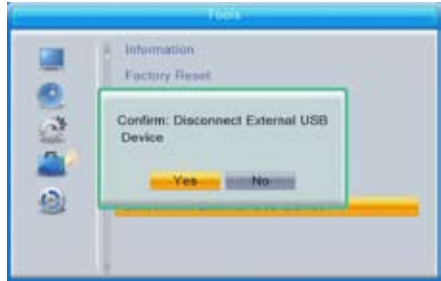 Tools
Information
Factory Reset
Confirm: Disconnect External USB
Device
Yes
No